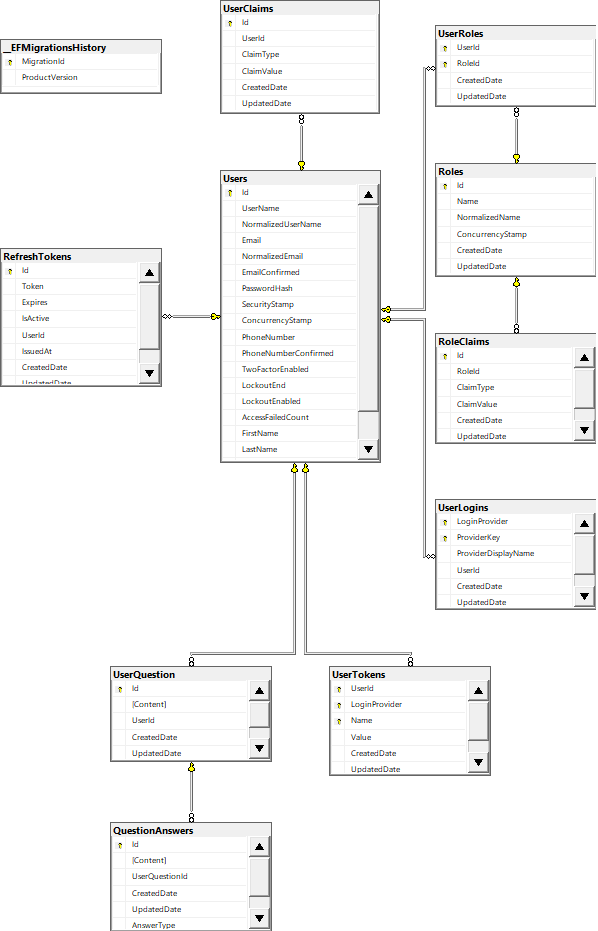 UserClaims
Id
UserId
ClaimType
ClaimValue
CreatedDate
UpdatedDate
__EFMigrationsHistory
MigrationId
ProductVersion
UserRoles
UserId
RoleId
CreatedDate
UpdatedDate
Users
Id
UserName
NormalizedUserName
Email
NormalizedEmail
EmailConfirmed
PasswordHash
SecurityStamp
ConcurrencyStamp
PhoneNumber
PhoneNumberConfirmed
TwoFactorEnabled
LockoutEnd
LockoutEnabled
AccessFailedCount
FirstName
LastName
Roles
Id
Name
NormalizedName
ConcurrencyStamp
CreatedDate
UpdatedDate
RefreshTokens
Id
Token
Expires
IsActive
UserId
IssuedAt
CreatedDate
UpdatedDate
RoleClaims
Id
RoleId
ClaimType
ClaimValue
CreatedDate
UpdatedDate
UserLogins
LoginProvider
ProviderKey
ProviderDisplayName
UserId
CreatedDate
UpdatedDate
UserQuestion
Id
[Content]
UserId
CreatedDate
UpdatedDate
UserTokens
UserId
LoginProvider
Name
Value
CreatedDate
UpdatedDate
QuestionAnswers
Id
[Content]
UserQuestionId
CreatedDate
UpdatedDate
AnswerType